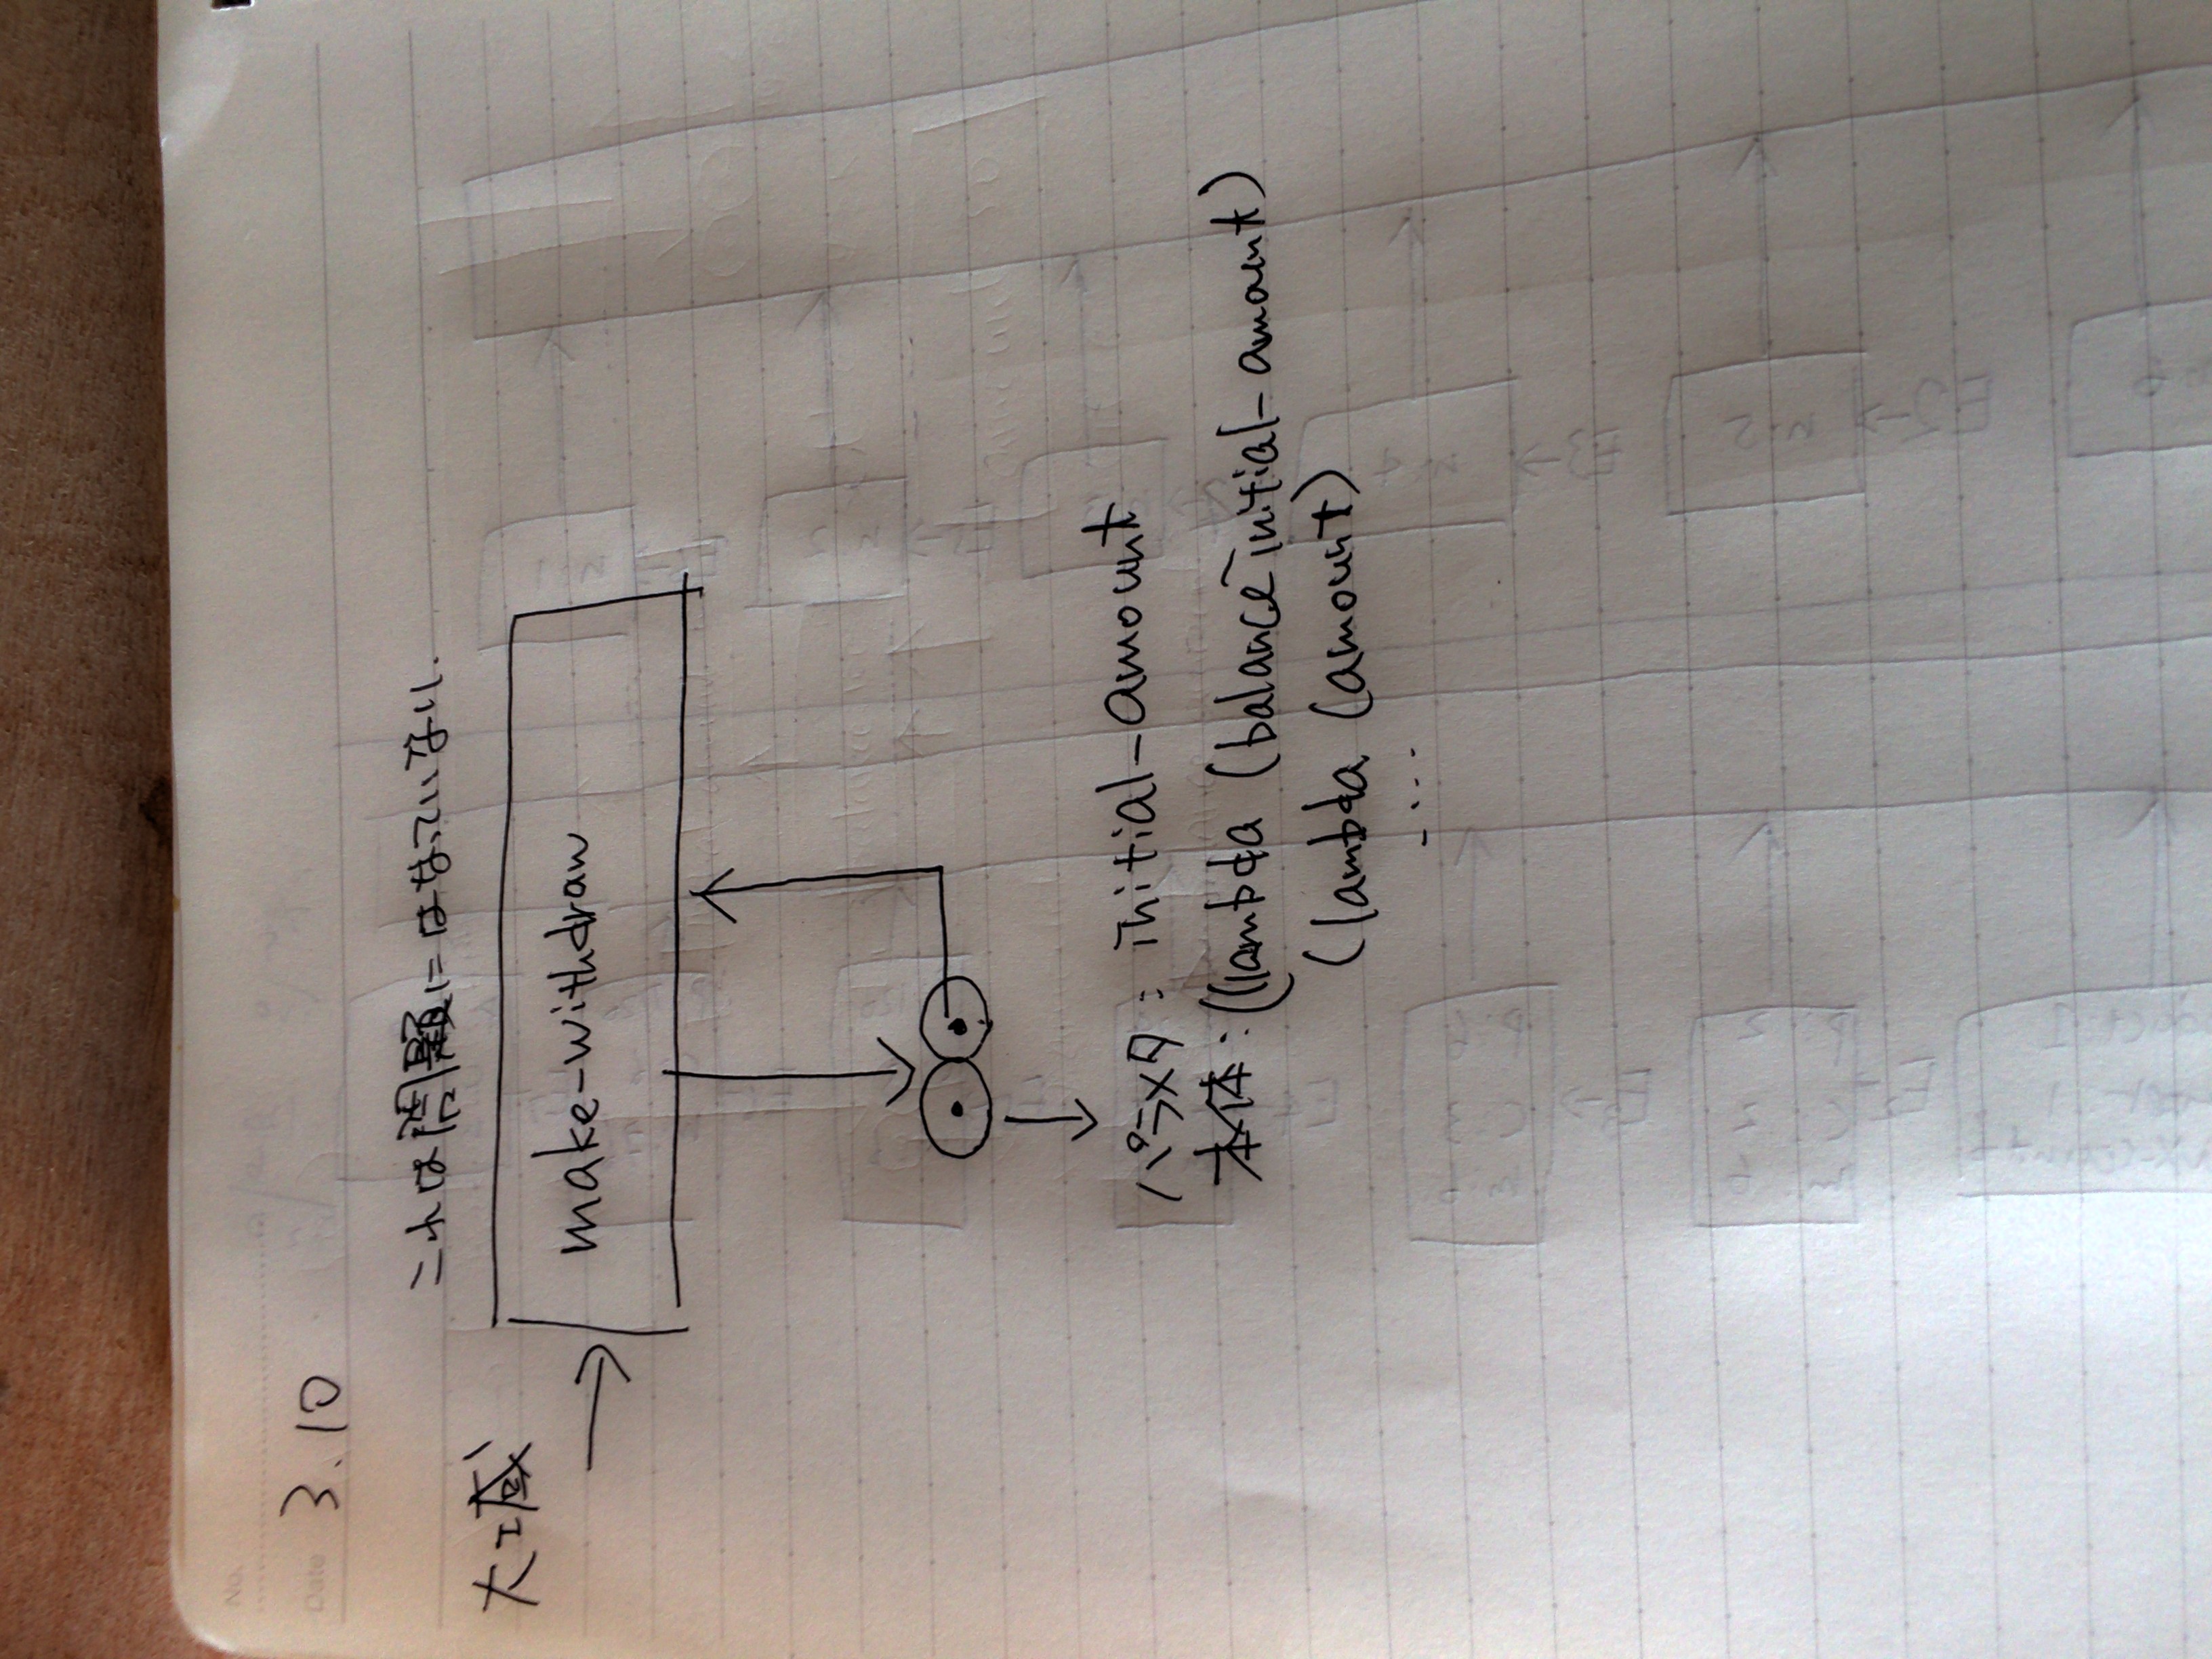 No.
Date 3.10
これは問題にはなっていない.
大域
make-withdraw
パラメタ: initial-amount
本体: ((lambda (balance initial-amount)
(lambda (amount)
....